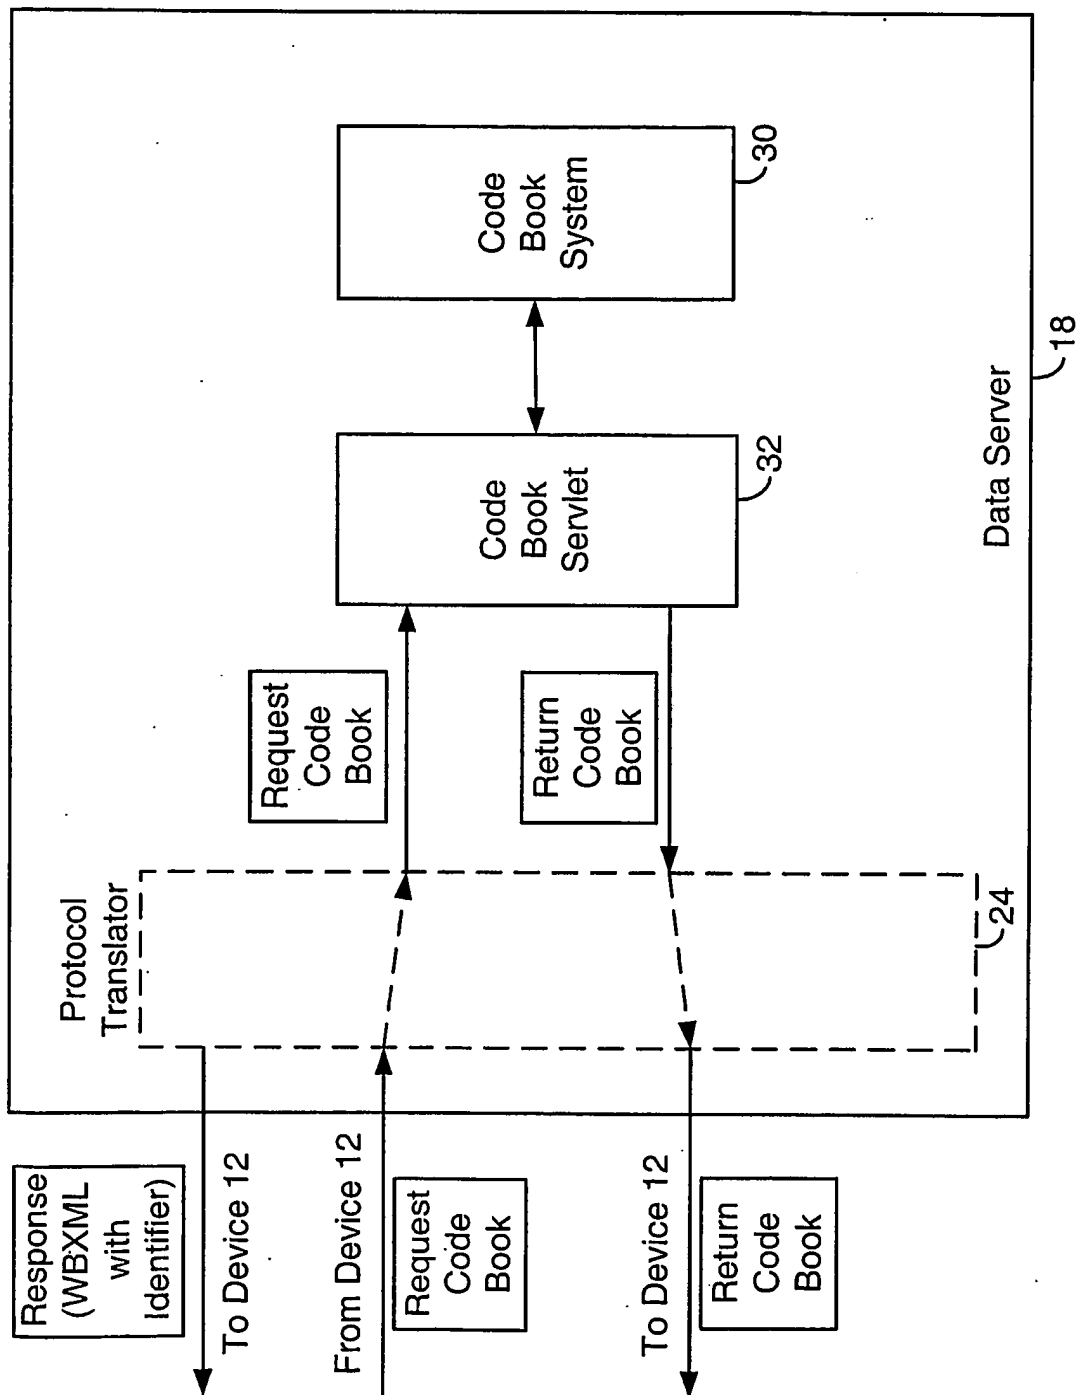 Response
(WBXML
with
Identifier)
To Device 12
From Device 12
Request
Code
Book
To Device 12
Return
Code
Book
Protocol
Translator
24
Request
Code
Book
Return
Code
Book
Code
Book
Servlet
32
Code
Book
System
30
Data Server
18